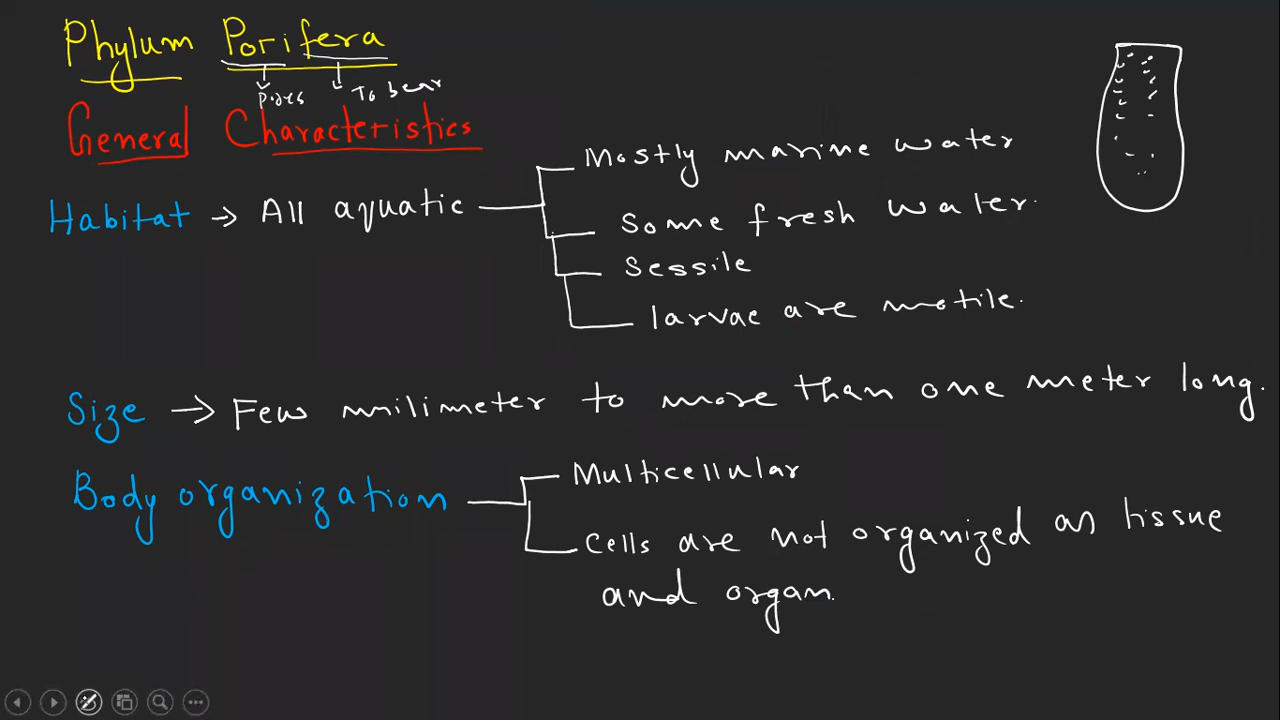 Phylum Porifera
Pores To bear
General Characteristics
Mostly marine water
Habitat → All aquatic
Some fresh water.
Sessile
larvae are motile.
Size → Few milimeter to more than one meter long.
Body organization
Multicellular
Cells are not organized as tissue
and organ.